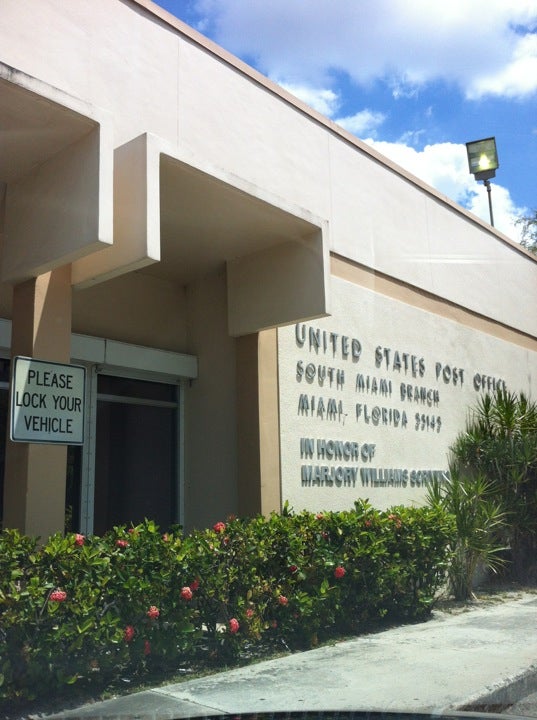 PLEASE
LOCK YOUR
VEHICLE
UNITED STATES POST OFFICE
SOUTH MIAMI BRANCH
MIAMI, FLORIDA 33143
IN HONOR OF
MARJORY WILLIAMS